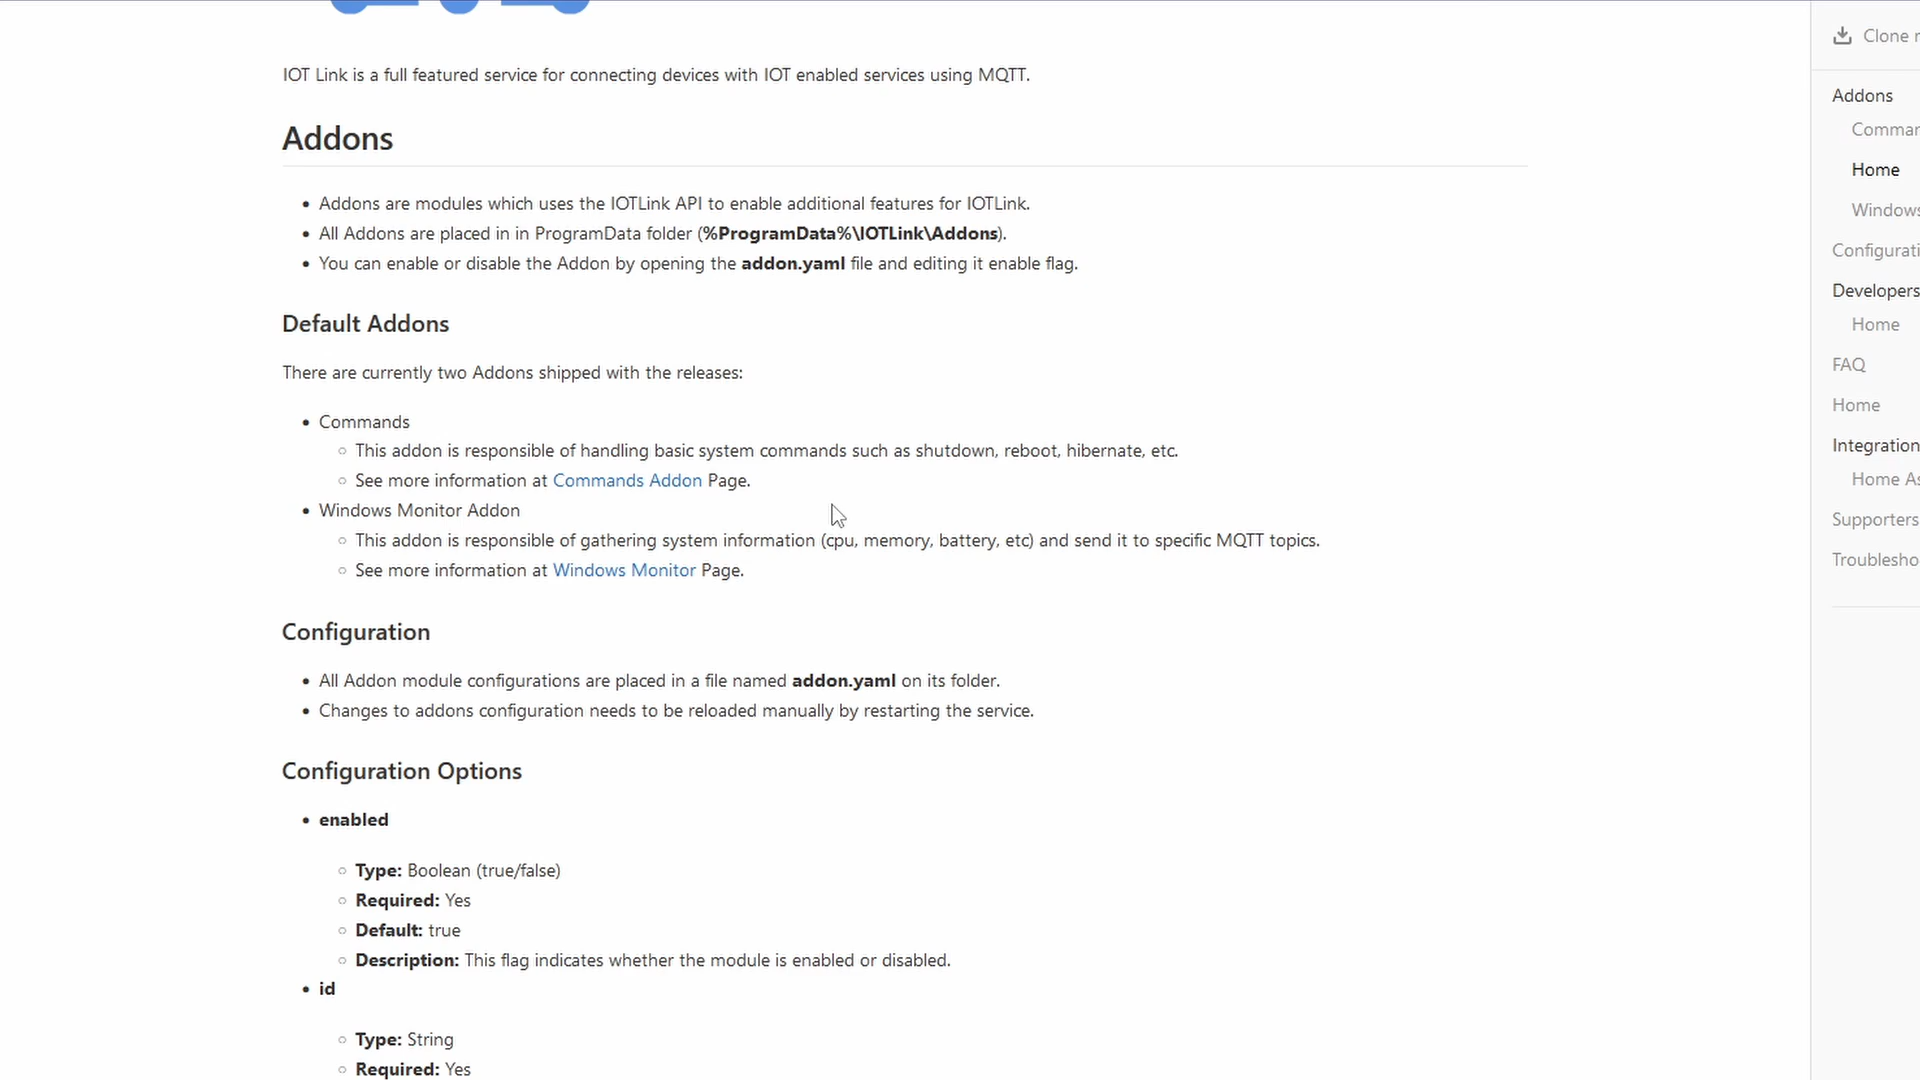 IOT Link is a full featured service for connecting devices with IOT enabled services using MQTT.
Addons
• Addons are modules which uses the IOTLink API to enable additional features for IOTLink.
• All Addons are placed in in ProgramData folder (%ProgramData%\IOTLink\Addons).
• You can enable or disable the Addon by opening the addon.yaml file and editing it enable flag.
Default Addons
There are currently two Addons shipped with the releases:
• Commands
○ This addon is responsible of handling basic system commands such as shutdown, reboot, hibernate, etc.
○ See more information at Commands Addon Page.
• Windows Monitor Addon
○ This addon is responsible of gathering system information (cpu, memory, battery, etc) and send it to specific MQTT topics.
○ See more information at Windows Monitor Page.
Configuration
• All Addon module configurations are placed in a file named addon.yaml on its folder.
• Changes to addons configuration needs to be reloaded manually by restarting the service.
Configuration Options
• enabled
○ Type: Boolean (true/false)
○ Required: Yes
○ Default: true
○ Description: This flag indicates whether the module is enabled or disabled.
• id
○ Type: String
○ Required: Yes
Clone r
Addons
Comman
Home
Windows
Configurati
Developers
Home
FAQ
Home
Integration
Home As
Supporters
Troublesho